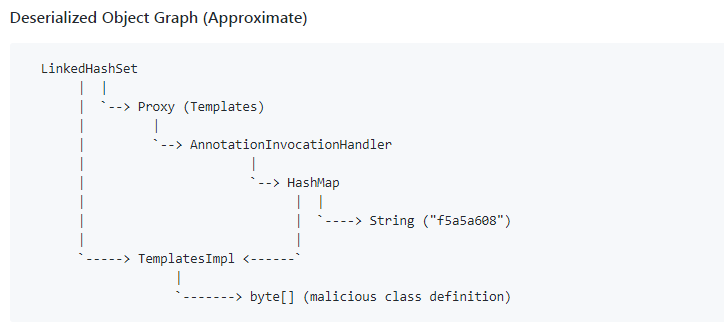 Deserialized Object Graph (Approximate)
LinkedHashSet
| |
| `--> Proxy (Templates)
| |
| `--> AnnotationInvocationHandler
| |
| `--> HashMap
| | |
| | `----> String ("f5a5a608")
| |
`-----> TemplatesImpl <------`
|
`-------> byte[] (malicious class definition)